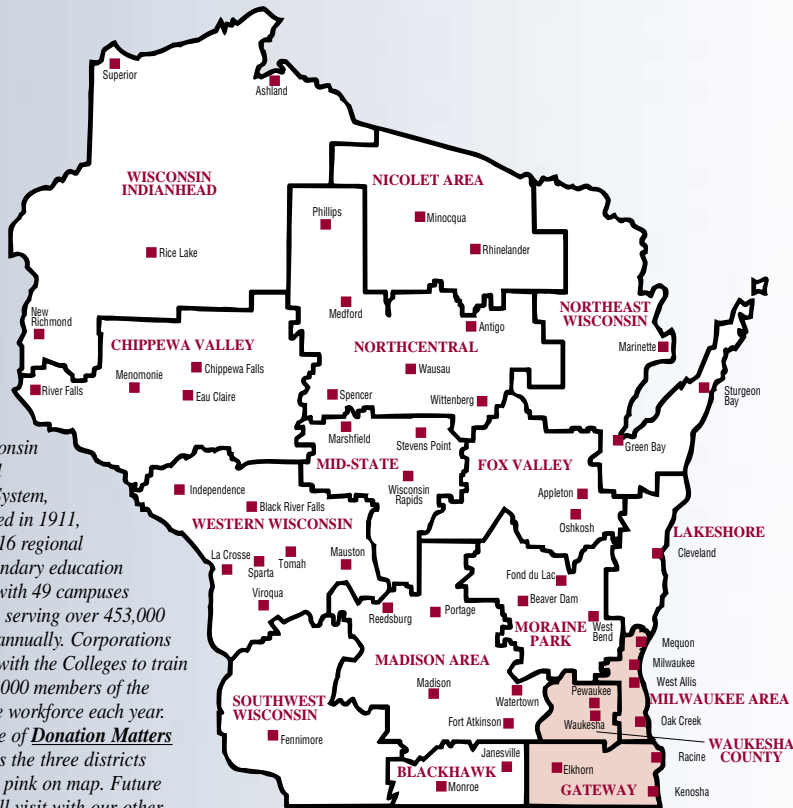 Superior
Ashland
WISCONSIN
INDIANHEAD
NICOLET AREA
Phillips
Minocqua
Rice Lake
Rhinelander
New
Richmond
Medford
Antigo
NORTHEAST
WISCONSIN
CHIPPEWA VALLEY
NORTHCENTRAL
Marinette
Chippewa Falls
Wausau
Menomonie
River Falls
Eau Claire
Spencer
Wittenberg
Sturgeon
Bay
Marshfield
Stevens Point
Green Bay
MID-STATE
FOX VALLEY
Wisconsin
Rapids
Appleton
Oshkosh
Independence
Black River Falls
WESTERN WISCONSIN
LAKESHORE
Cleveland
La Crosse
Sparta
Tomah
Mauston
Viroqua
Fond du Lac
Beaver Dam
West
Bend
MORAINE
PARK
Reedsburg
Portage
MADISON AREA
Madison
Watertown
Fort Atkinson
Mequon
Milwaukee
West Allis
MILWAUKEE AREA
Oak Creek
Pewaukee
Waukesha
WAUKESHA
COUNTY
SOUTHWEST
WISCONSIN
Fennimore
Janesville
BLACKHAWK
Monroe
Elkhorn
GATEWAY
Racine
Kenosha
onsin
System,
ed in 1911,
16 regional
ndary education
with 49 campuses
serving over 453,000
annually. Corporations
with the Colleges to train
,000 members of the
e workforce each year.
e of Donation Matters
s the three districts
pink on map. Future
ll visit with our other